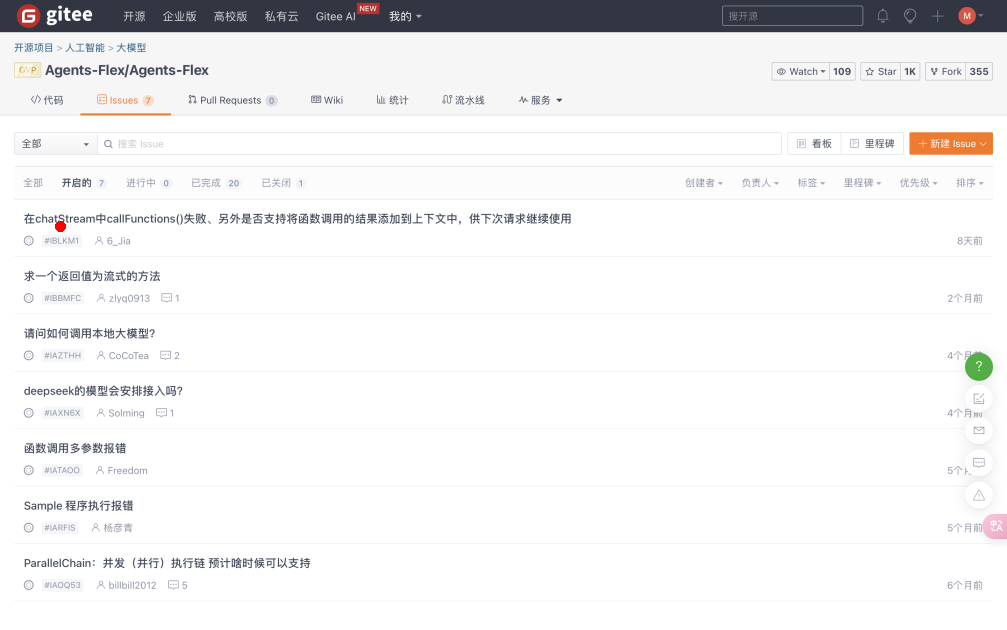 gitee 开源 企业版 高校版 私有云 Gitee AI NEW 我的 搜开源 M
开源项目 > 人工智能 > 大模型
GVP Agents-Flex/Agents-Flex
Watch 109 Star 1K Fork 355
代码 Issues 7 Pull Requests 0 Wiki 统计 流水线 服务
全部 搜索 Issue 看板 里程碑 新建 Issue
全部 开启的 7 进行中 0 已完成 20 已关闭 1 创建者 负责人 标签 里程碑 优先级 排序
在chatStream中callFunctions()失败、另外是否支持将函数调用的结果添加到上下文中，供下次请求继续使用
#IBLKM1 6_Jia 8天前
求一个返回值为流式的方法
#IBBMFC zlyq0913 1 2个月前
请问如何调用本地大模型?
#IAZTHH CoCoTea 2 4个月前
?
deepseek的模型会安排接入吗?
#IAXN6X Solming 1 4个月前
函数调用多参数报错
#IATAOO Freedom 5个月
Sample 程序执行报错
#IARFIS 杨彦青 5个月前
ParallelChain：并发（并行）执行链 预计啥时候可以支持
#IAOQ53 billbill2012 5 6个月前